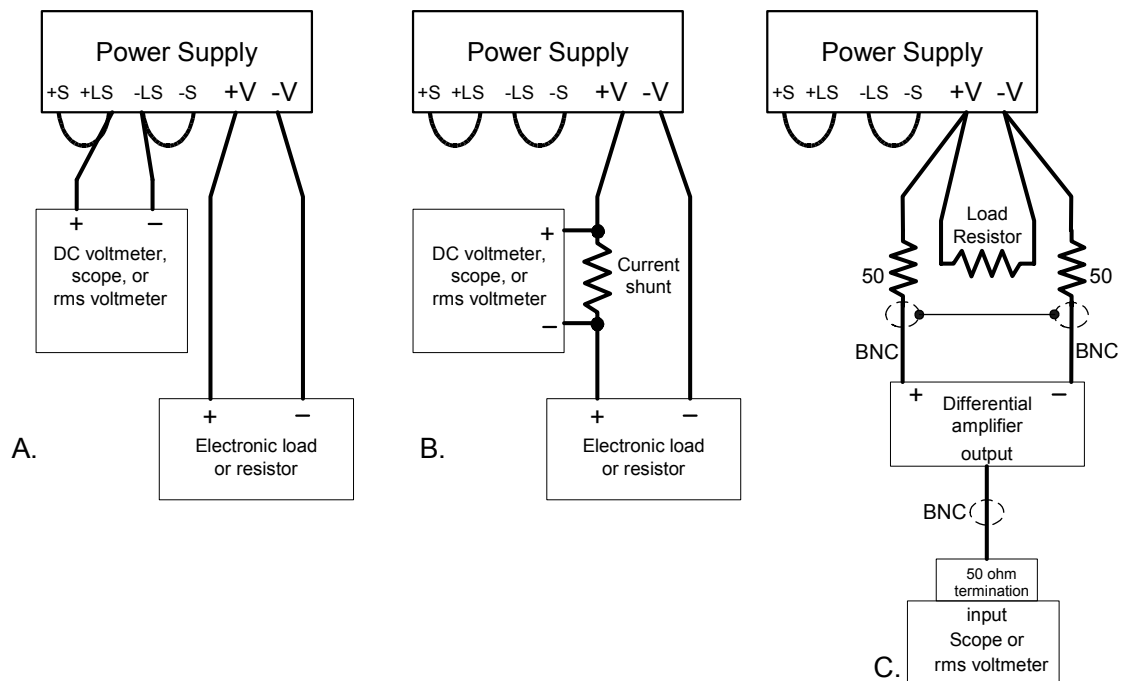 Power Supply
+S +LS -LS -S +V -V
+ −
DC voltmeter,
scope, or
rms voltmeter
+ −
Electronic load
or resistor
A.
Power Supply
+S +LS -LS -S +V -V
+
DC voltmeter,
scope, or
rms voltmeter
−
Current
shunt
+ −
Electronic load
or resistor
B.
Power Supply
+S +LS -LS -S +V -V
Load
Resistor
50 50
BNC BNC
+ −
Differential
amplifier
output
BNC
50 ohm
termination
input
Scope or
rms voltmeter
C.